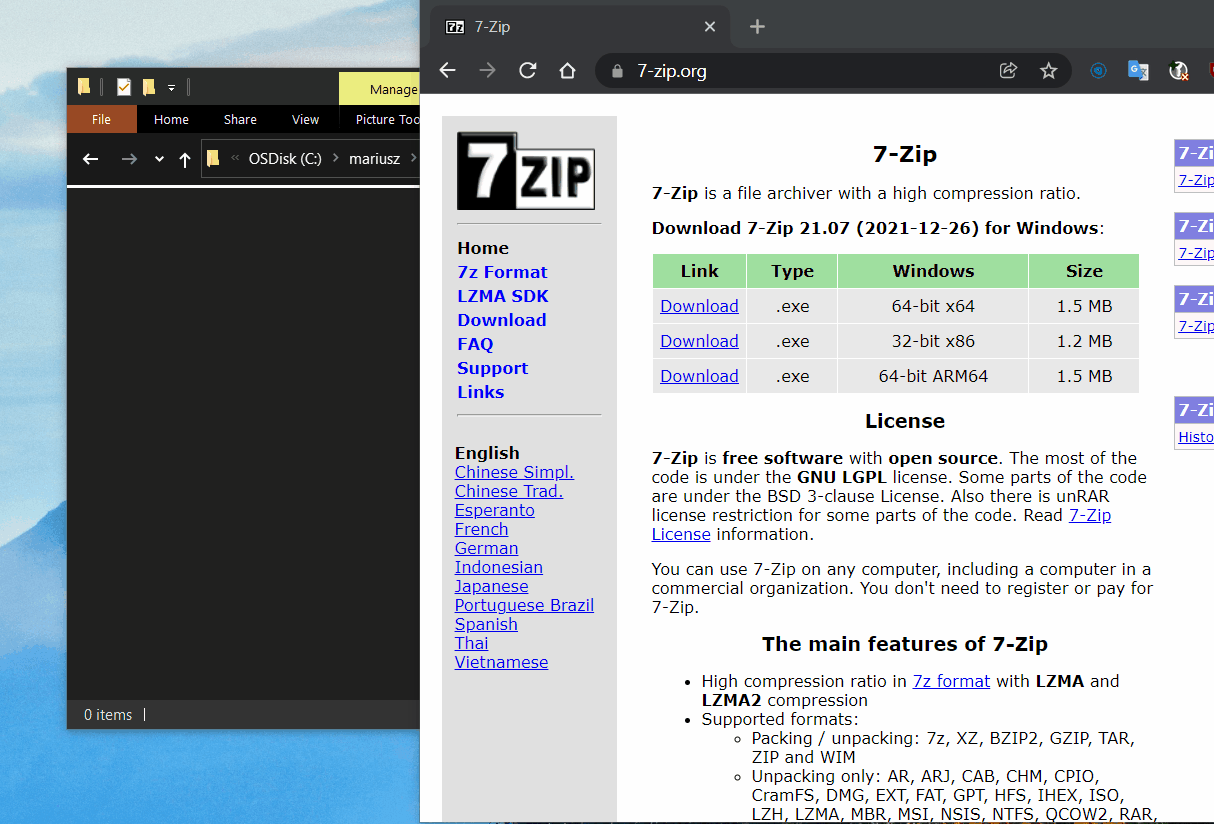 Manage
File
Home
Share
View
Picture Too
« OSDisk (C:) > mariusz >
0 items
7z
7-Zip
7-zip.org
7ZIP
Home
7z Format
LZMA SDK
Download
FAQ
Support
Links
English
Chinese Simpl.
Chinese Trad.
Esperanto
French
German
Indonesian
Japanese
Portuguese Brazil
Spanish
Thai
Vietnamese
7-Zip
7-Zip is a file archiver with a high compression ratio.
Download 7-Zip 21.07 (2021-12-26) for Windows:
Link Type Windows Size
Download .exe 64-bit x64 1.5 MB
Download .exe 32-bit x86 1.2 MB
Download .exe 64-bit ARM64 1.5 MB
License
7-Zip is free software with open source. The most of the
code is under the GNU LGPL license. Some parts of the code
are under the BSD 3-clause License. Also there is unRAR
license restriction for some parts of the code. Read 7-Zip
License information.
You can use 7-Zip on any computer, including a computer in a
commercial organization. You don't need to register or pay for
7-Zip.
The main features of 7-Zip
• High compression ratio in 7z format with LZMA and
LZMA2 compression
• Supported formats:
◦ Packing / unpacking: 7z, XZ, BZIP2, GZIP, TAR,
ZIP and WIM
◦ Unpacking only: AR, ARJ, CAB, CHM, CPIO,
CramFS, DMG, EXT, FAT, GPT, HFS, IHEX, ISO,
LZH, LZMA, MBR, MSI, NSIS, NTFS, QCOW2, RAR,
7-Zi
7-Zip
7-Zi
7-Zip
7-Zi
7-Zip
7-Zi
Histo